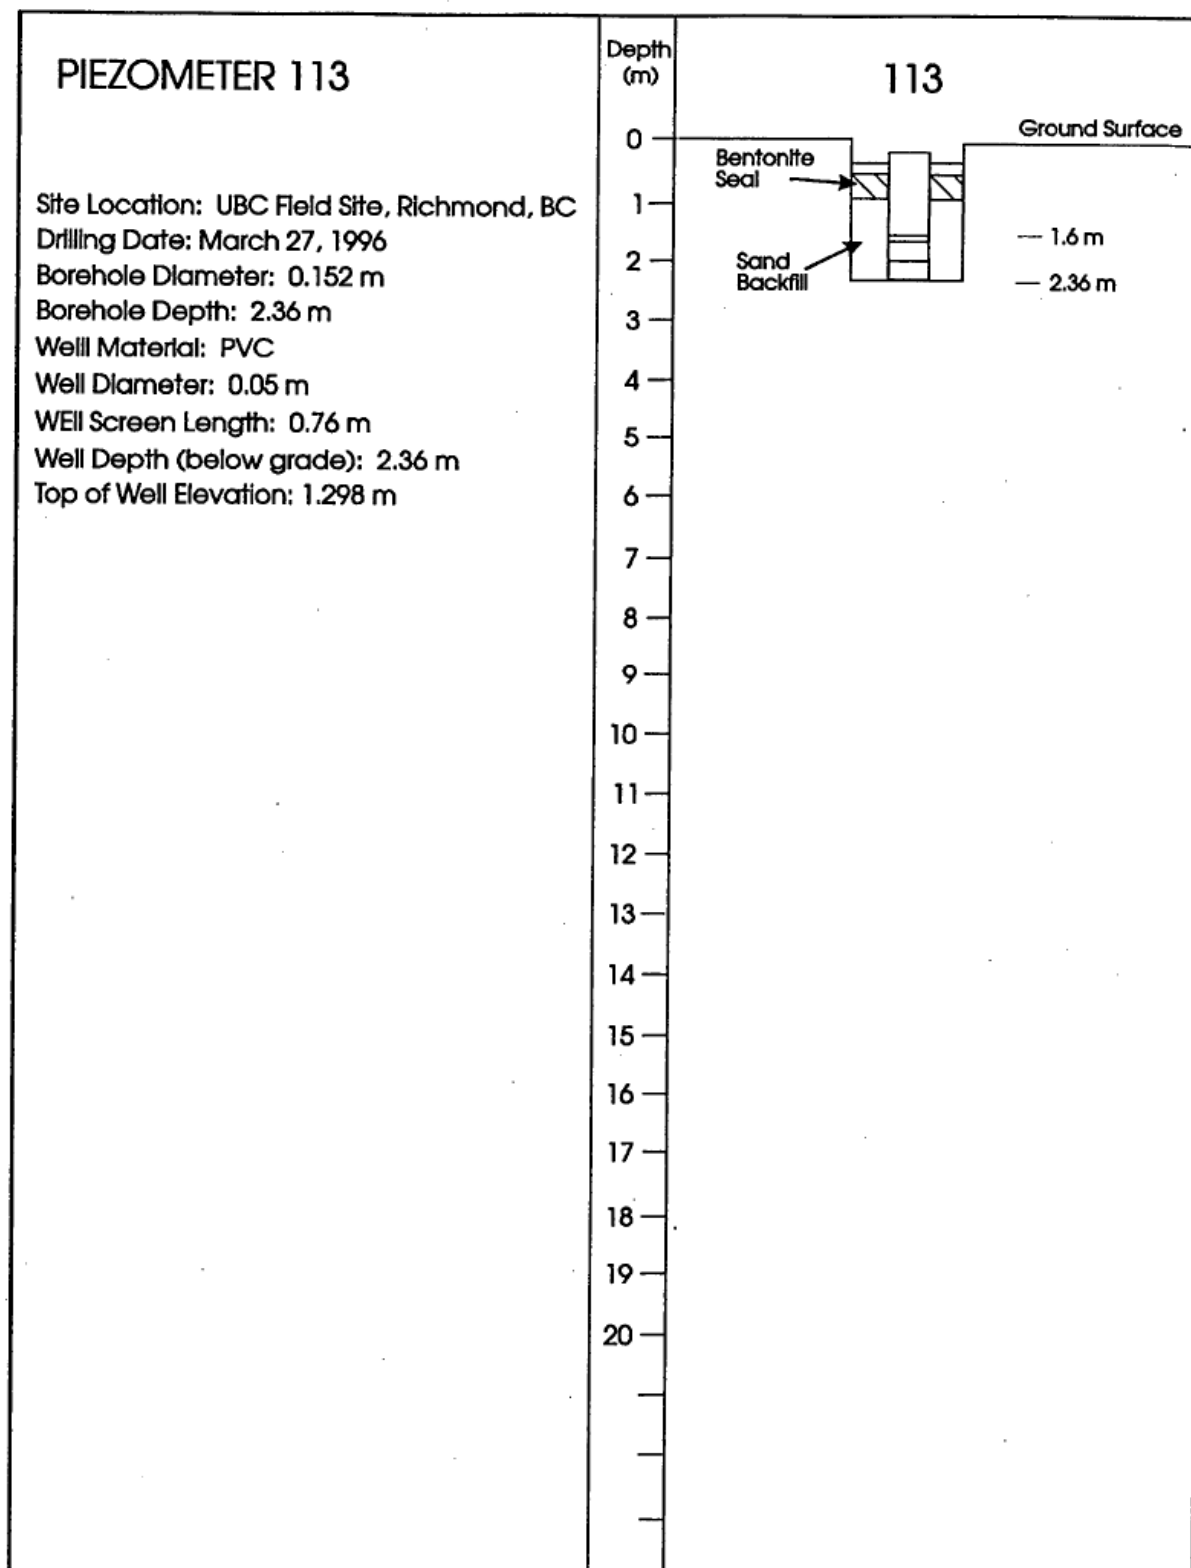 PIEZOMETER 113
Site Location: UBC Field Site, Richmond, BC
Drilling Date: March 27, 1996
Borehole Diameter: 0.152 m
Borehole Depth: 2.36 m
Welll Material: PVC
Well Diameter: 0.05 m
WEll Screen Length: 0.76 m
Well Depth (below grade): 2.36 m
Top of Well Elevation: 1.298 m
Depth
(m)
0
1
2
3
4
5
6
7
8
9
10
11
12
13
14
15
16
17
18
19
20
113
Ground Surface
Bentonite
Seal
Sand
Backfill
1.6 m
2.36 m